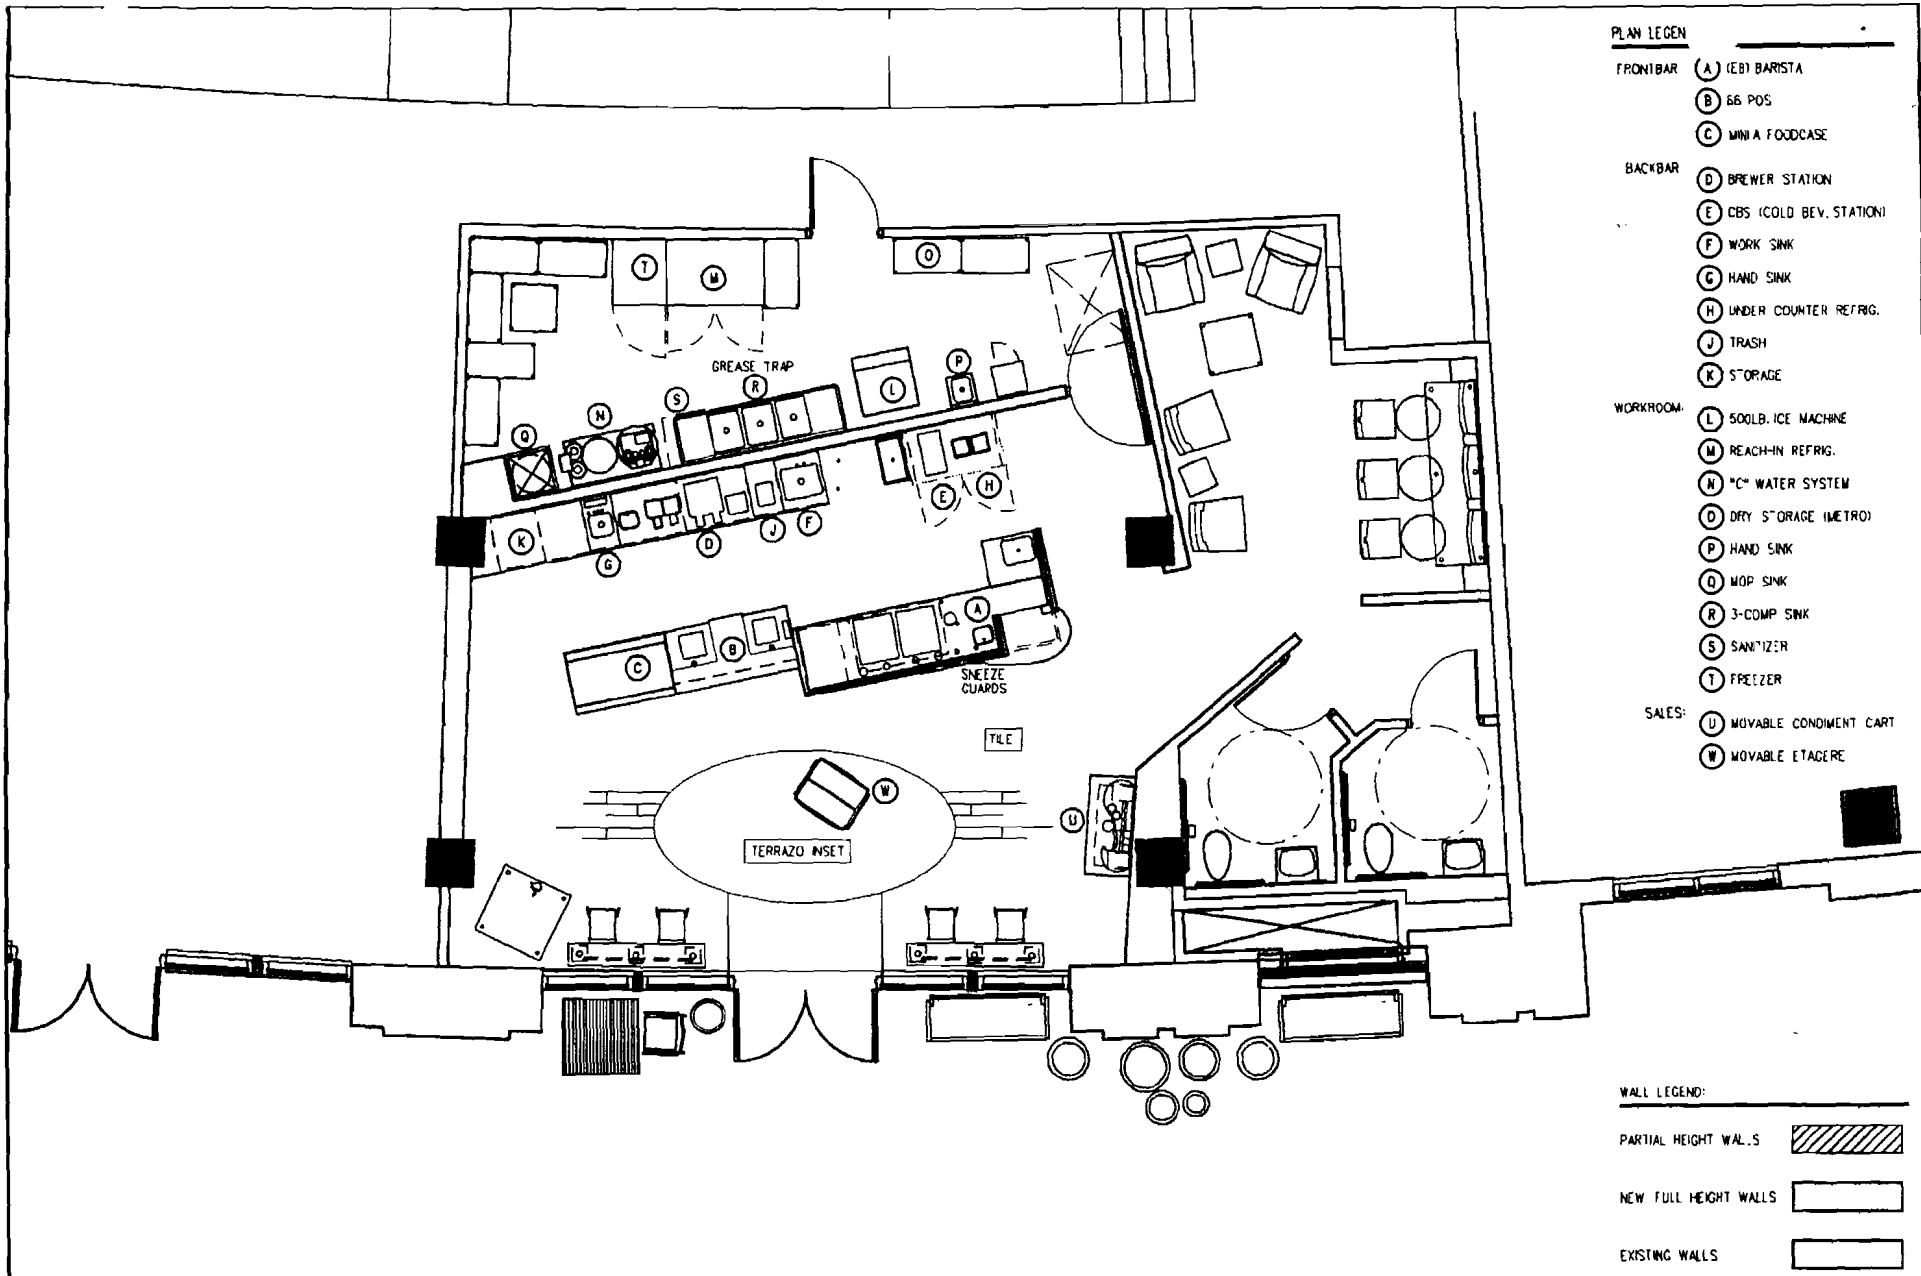 PLAN LEGEN
FRONTBAR (A) (EB) BARISTA
(B) 66 POS
(C) MINI A FOODCASE
BACKBAR
(D) BREWER STATION
(E) CBS (COLD BEV. STATION)
(F) WORK SINK
(G) HAND SINK
(H) UNDER COUNTER REFRIG.
(J) TRASH
(K) STORAGE
WORKROOM:
(L) 500LB. ICE MACHINE
(M) REACH-IN REFRIG.
(N) "C" WATER SYSTEM
(O) DRY STORAGE (METRO)
(P) HAND SINK
(Q) MOP SINK
(R) 3-COMP SINK
(S) SANITIZER
(T) FREEZER
SALES:
(U) MOVABLE CONDIMENT CART
(W) MOVABLE ETAGERE
T
M
O
GREASE TRAP
R
S
L
P
N
Q
K
G
D
J
F
E
H
A
B
C
SNEEZE
GUARDS
TILE
W
U
TERRAZO INSET
WALL LEGEND:
PARTIAL HEIGHT WALLS
NEW FULL HEIGHT WALLS
EXISTING WALLS